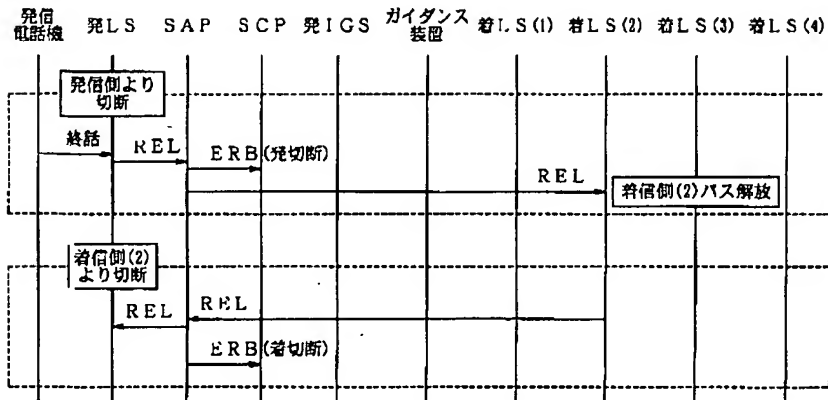 発信
電話機
発LS
SAP
SCP
発IGS
ガイダンス
装置
着LS(1)
着LS(2)
着LS(3)
着LS(4)
発信側より
切断
終話
REL
ERB(発切断)
REL
着信側(2)パス解放
着信側(2)
より切断
REL
REL
ERB(着切断)